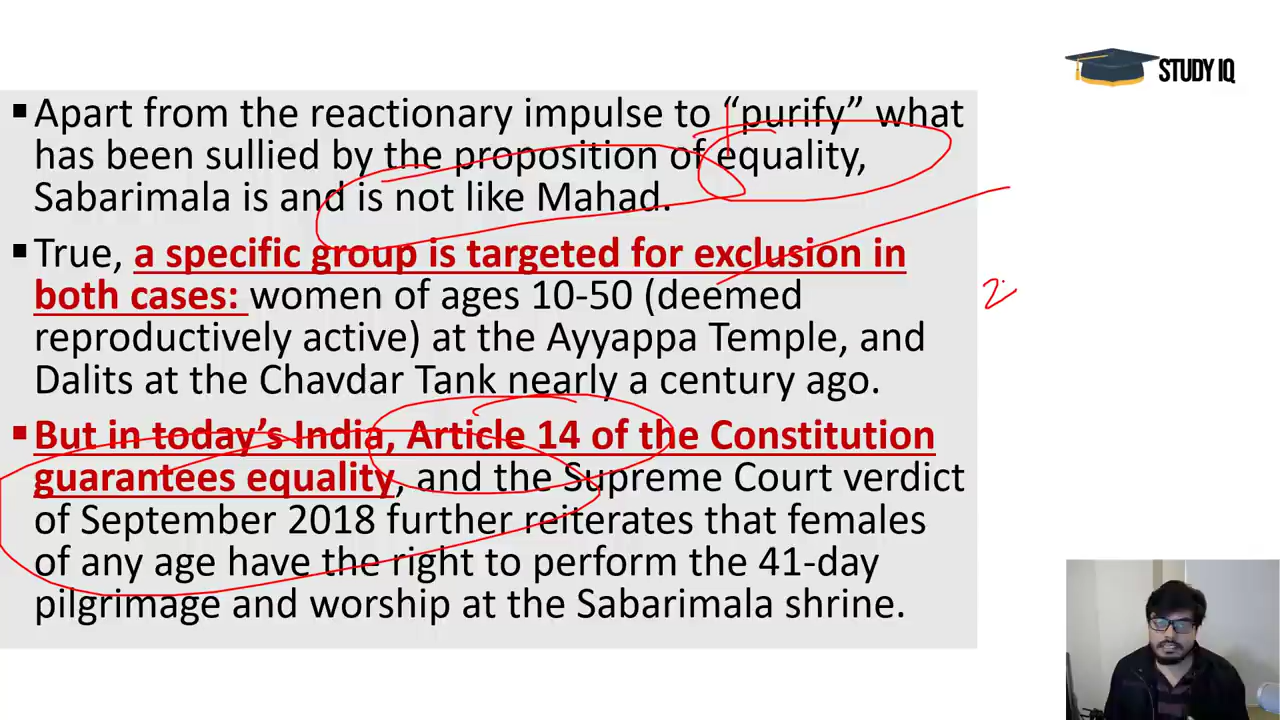 STUDY IQ
▪Apart from the reactionary impulse to “purify” what
has been sullied by the proposition of equality,
Sabarimala is and is not like Mahad.
▪True, a specific group is targeted for exclusion in
both cases: women of ages 10-50 (deemed
reproductively active) at the Ayyappa Temple, and
Dalits at the Chavdar Tank nearly a century ago.
▪But in today’s India, Article 14 of the Constitution
guarantees equality, and the Supreme Court verdict
of September 2018 further reiterates that females
of any age have the right to perform the 41-day
pilgrimage and worship at the Sabarimala shrine.